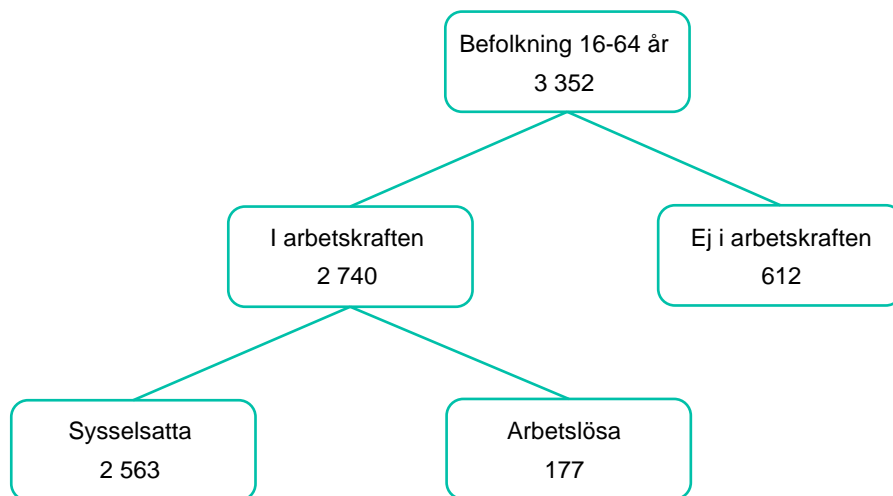 Befolkning 16-64 år
3 352
I arbetskraften
2 740
Ej i arbetskraften
612
Sysselsatta
2 563
Arbetslösa
177